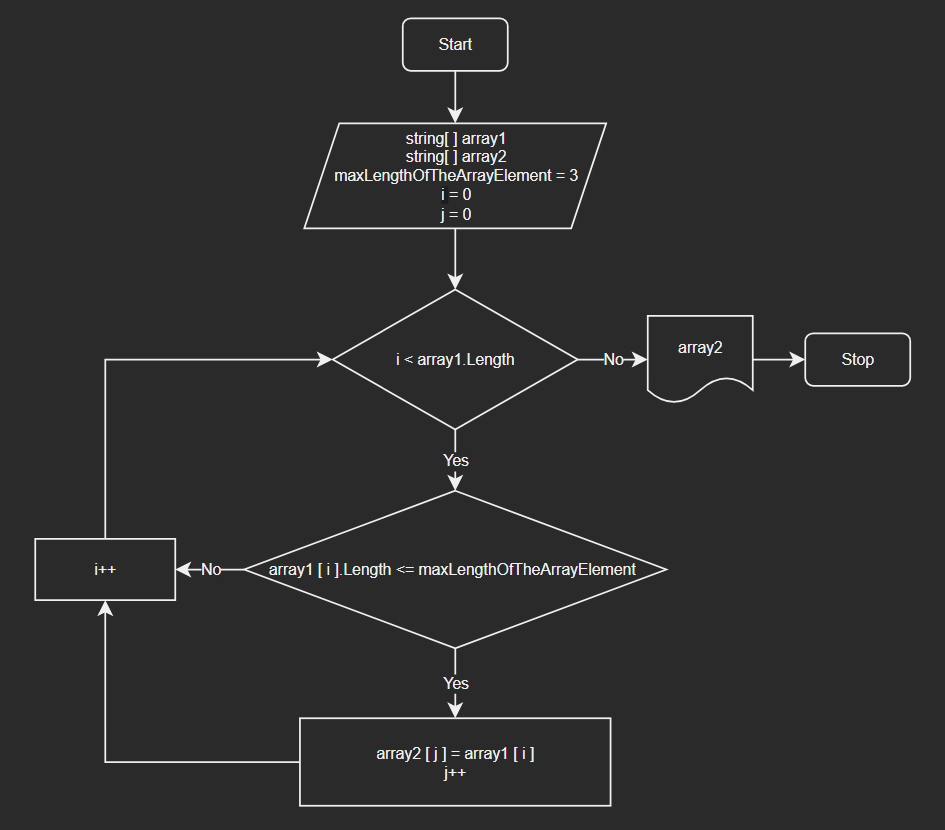 Start
string[ ] array1
string[ ] array2
maxLengthOfTheArrayElement = 3
i = 0
j = 0
i < array1.Length
No
array2
Stop
Yes
i++
No
array1 [ i ].Length <= maxLengthOfTheArrayElement
Yes
array2 [ j ] = array1 [ i ]
j++